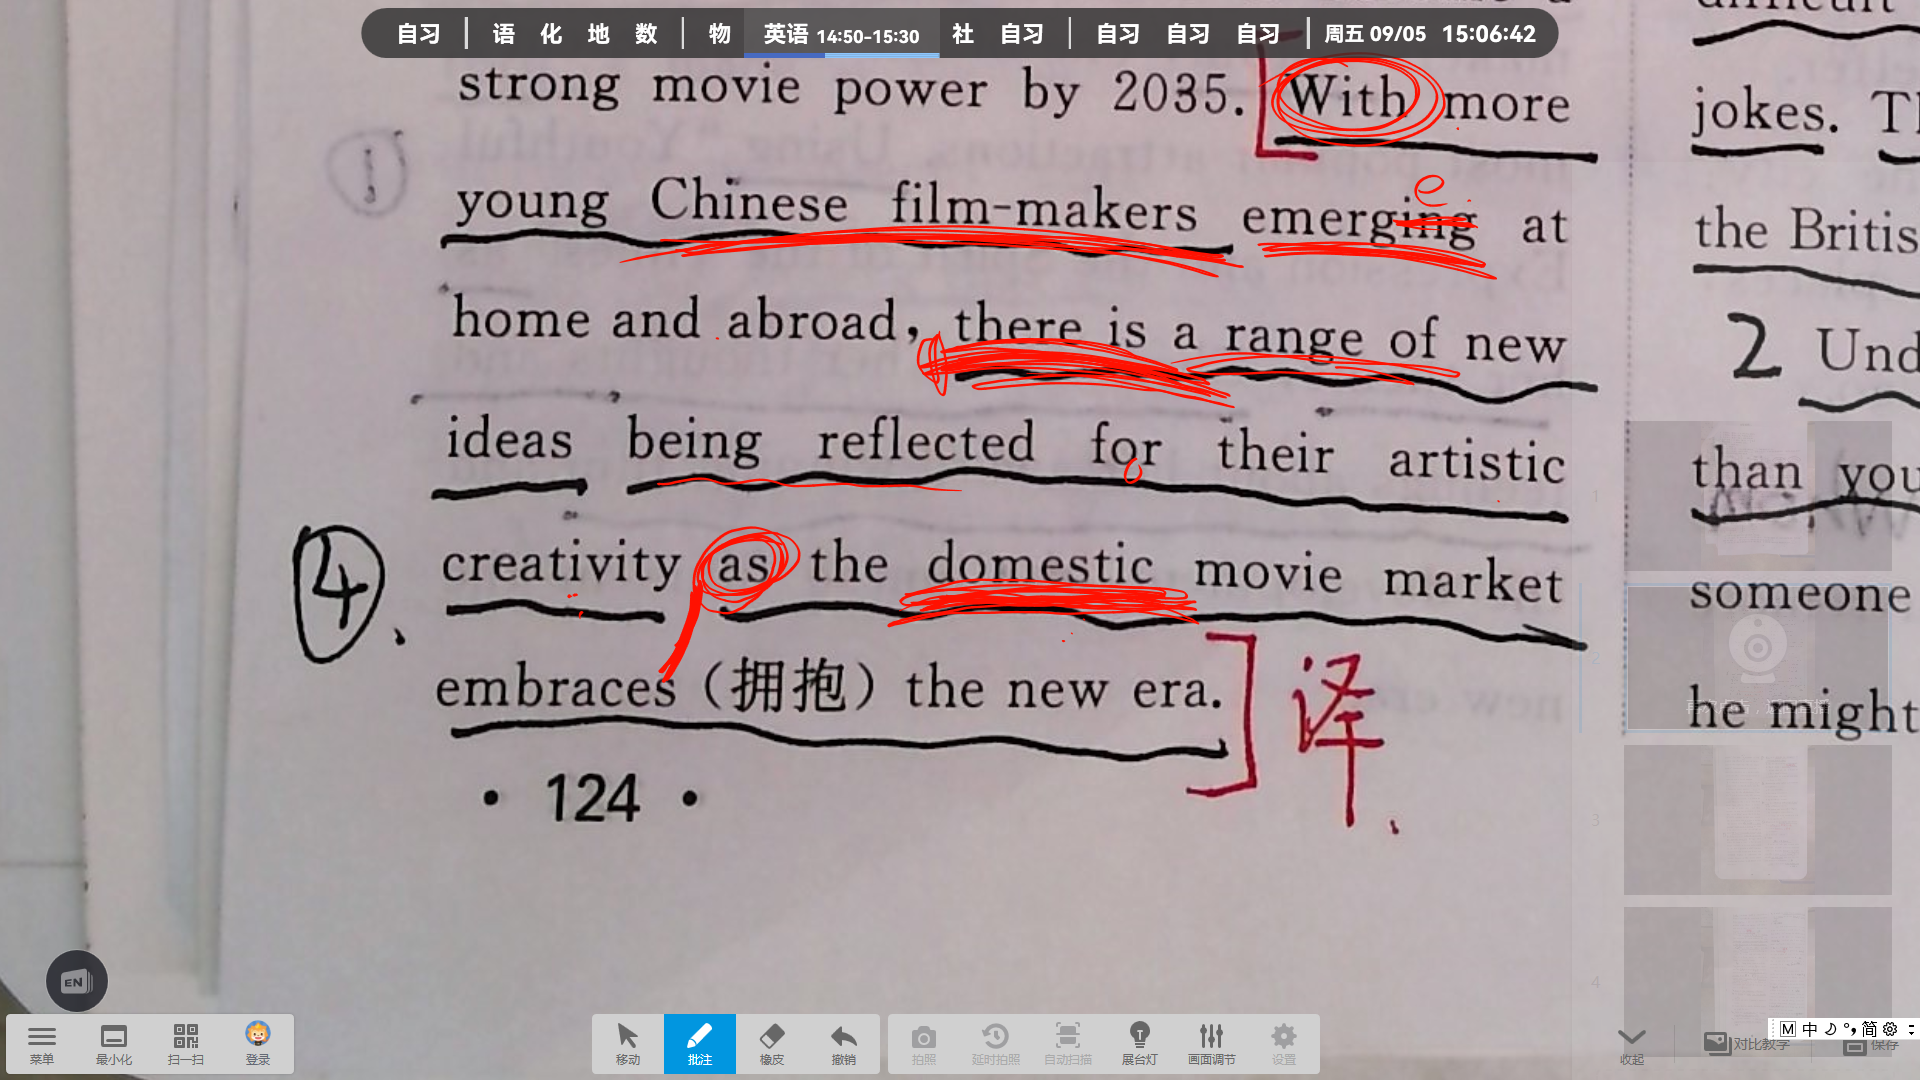 自习 | 语 化 地 数 | 物 英语 14:50-15:30 社 自习 | 自习 自习 自习 | 周五 09/05 15:06:42
strong movie power by 2035. With more
young Chinese film-makers emerging at
e
home and abroad, there is a range of new
ideas being reflected for their artistic
creativity as the domestic movie market
embraces（拥抱）the new era.
①
④、
译
• 124 •
jokes.
the Britis
2 Und
than you
someone
he might
1
2
3
4
EN
菜单 最小化 扫一扫 登录
移动 批注 橡皮 撤销
拍照 延时拍照 自动扫描 展台灯 画面调节 设置
收起 对比教学 保存
M 中 简